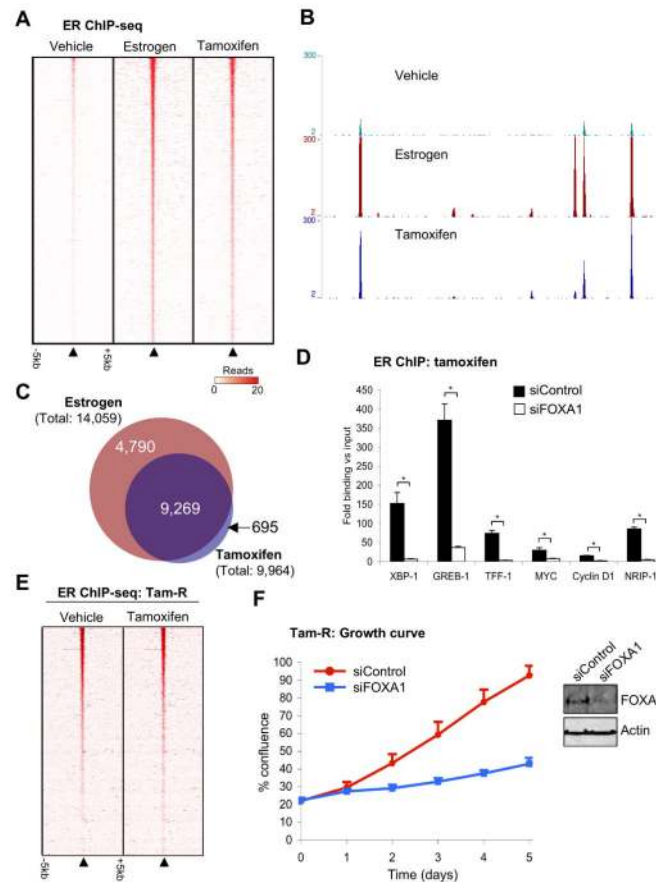 A
ER ChIP-seq
Vehicle
Estrogen
Tamoxifen
-5kb
+5kb
Reads
0
20
B
300
Vehicle
2
300
Estrogen
2
300
Tamoxifen
2
C
Estrogen
(Total: 14,059)
4,790
9,269
695
Tamoxifen
(Total: 9,964)
D
ER ChIP: tamoxifen
siControl
siFOXA1
Fold binding vs input
450
400
350
300
250
200
150
100
50
0
* * * * * *
XBP-1 GREB-1 TFF-1 MYC Cyclin D1 NRIP-1
E
ER ChIP-seq: Tam-R
Vehicle
Tamoxifen
-5kb
+5kb
F
Tam-R: Growth curve
siControl
siFOXA1
% confluence
100
90
80
70
60
50
40
30
20
10
0
0 1 2 3 4 5
Time (days)
siControl
siFOXA1
FOXA
Actin